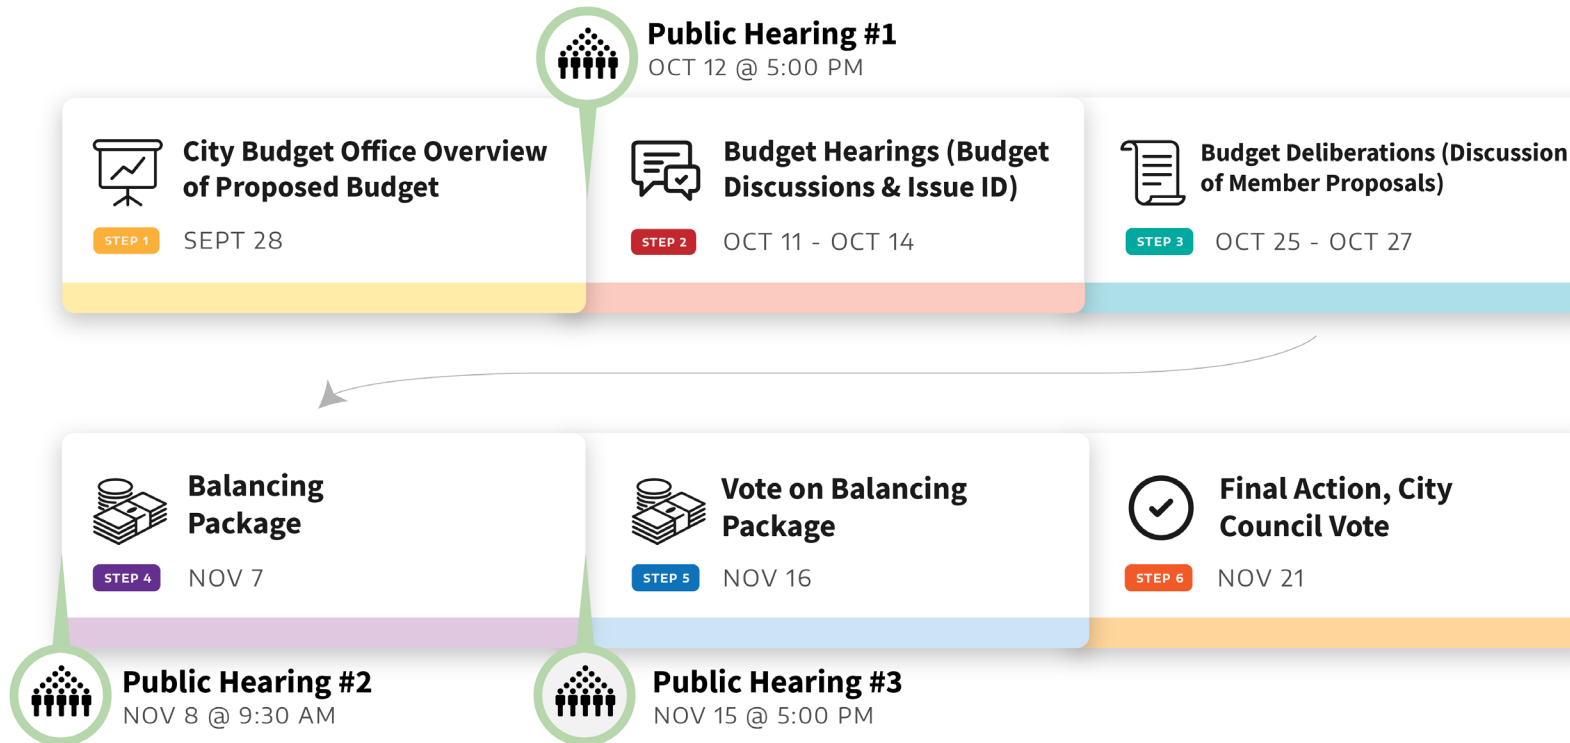 Public Hearing #1
OCT 12 @ 5:00 PM
City Budget Office Overview
of Proposed Budget
STEP 1
SEPT 28
Budget Hearings (Budget
Discussions & Issue ID)
STEP 2
OCT 11 - OCT 14
Budget Deliberations (Discussion
of Member Proposals)
STEP 3
OCT 25 - OCT 27
Balancing
Package
STEP 4
NOV 7
Vote on Balancing
Package
STEP 5
NOV 16
Final Action, City
Council Vote
STEP 6
NOV 21
Public Hearing #2
NOV 8 @ 9:30 AM
Public Hearing #3
NOV 15 @ 5:00 PM